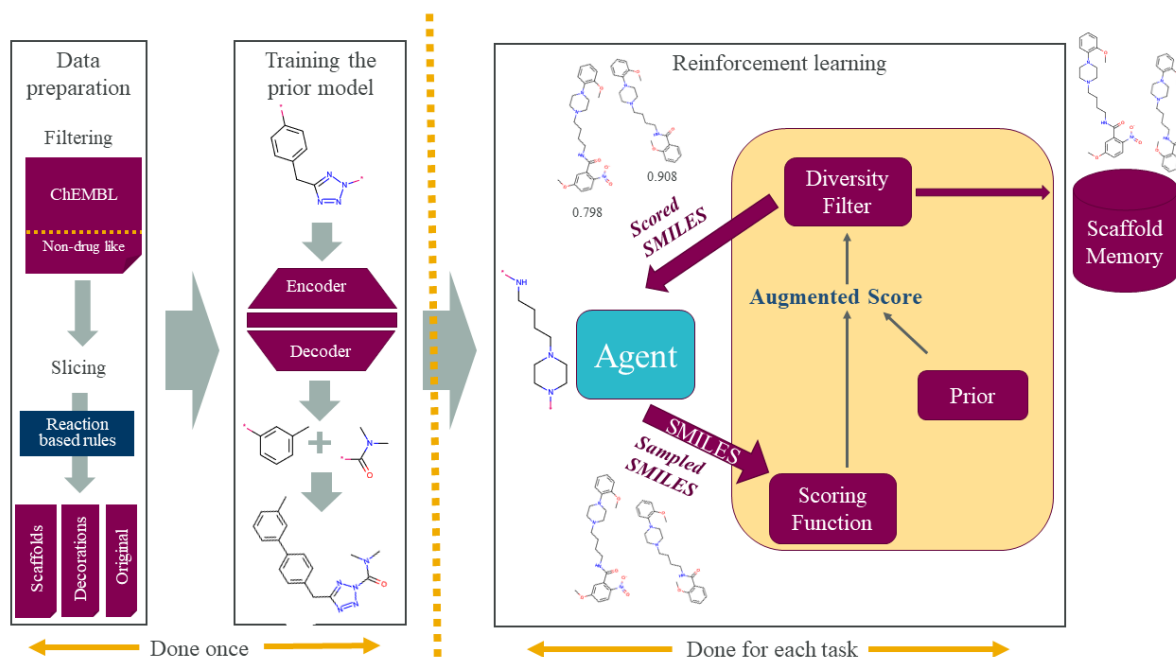 Data
preparation
Filtering
ChEMBL
Non-drug like
Slicing
Reaction
based rules
Scaffolds
Decorations
Original
Training the
prior model
N
N
N
N
Encoder
Decoder
+
N
O
N
O
N
N
N
N
Done once
Reinforcement learning
0.798
0.908
Scored
SMILES
NH
N
N
Agent
SMILES
Sampled
SMILES
Diversity
Filter
Augmented Score
Prior
Scoring
Function
Scaffold
Memory
Done for each task